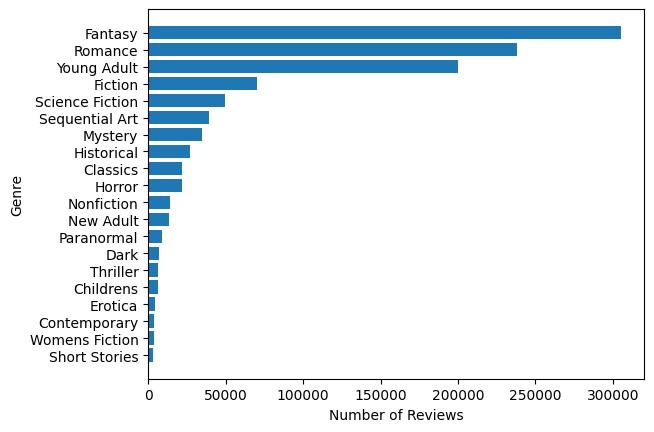 Fantasy
Romance
Young Adult
Fiction
Science Fiction
Sequential Art
Mystery
Historical
Classics
Horror
Nonfiction
New Adult
Paranormal
Dark
Thriller
Childrens
Erotica
Contemporary
Womens Fiction
Short Stories
Genre
0 50000 100000 150000 200000 250000 300000
Number of Reviews